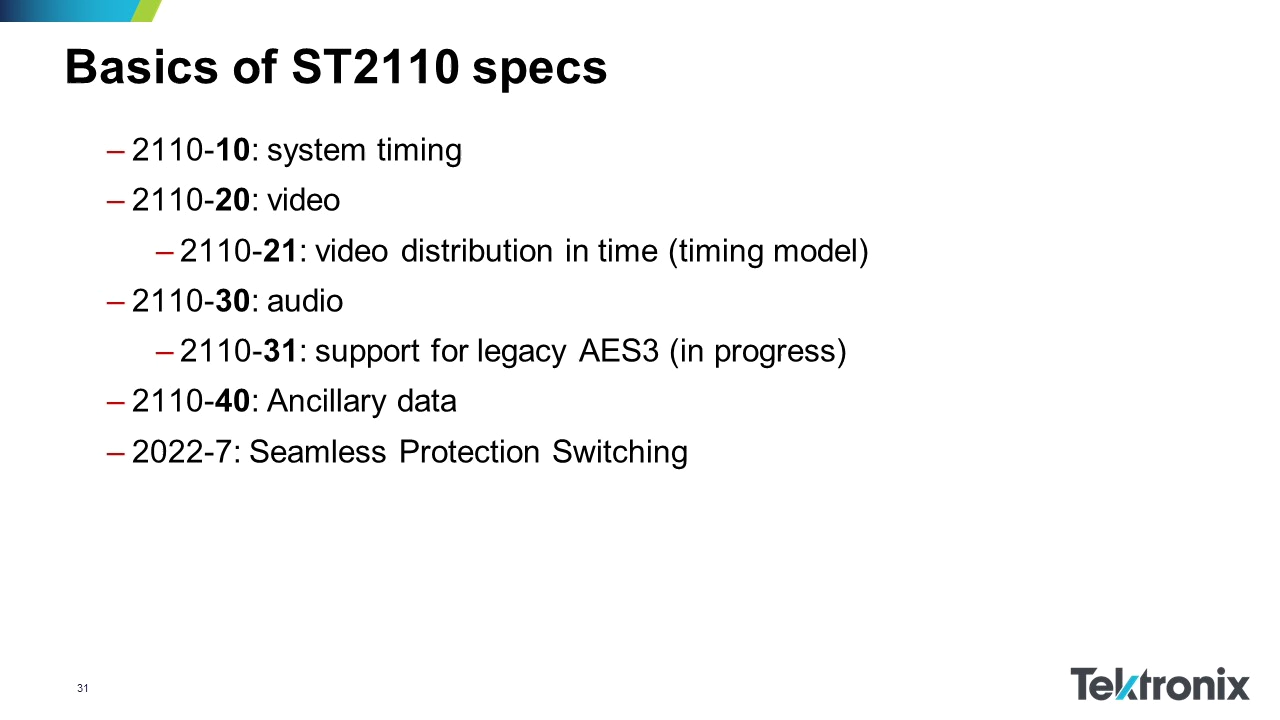 Basics of ST2110 specs
– 2110-10: system timing
– 2110-20: video
– 2110-21: video distribution in time (timing model)
– 2110-30: audio
– 2110-31: support for legacy AES3 (in progress)
– 2110-40: Ancillary data
– 2022-7: Seamless Protection Switching
31
Tektronix